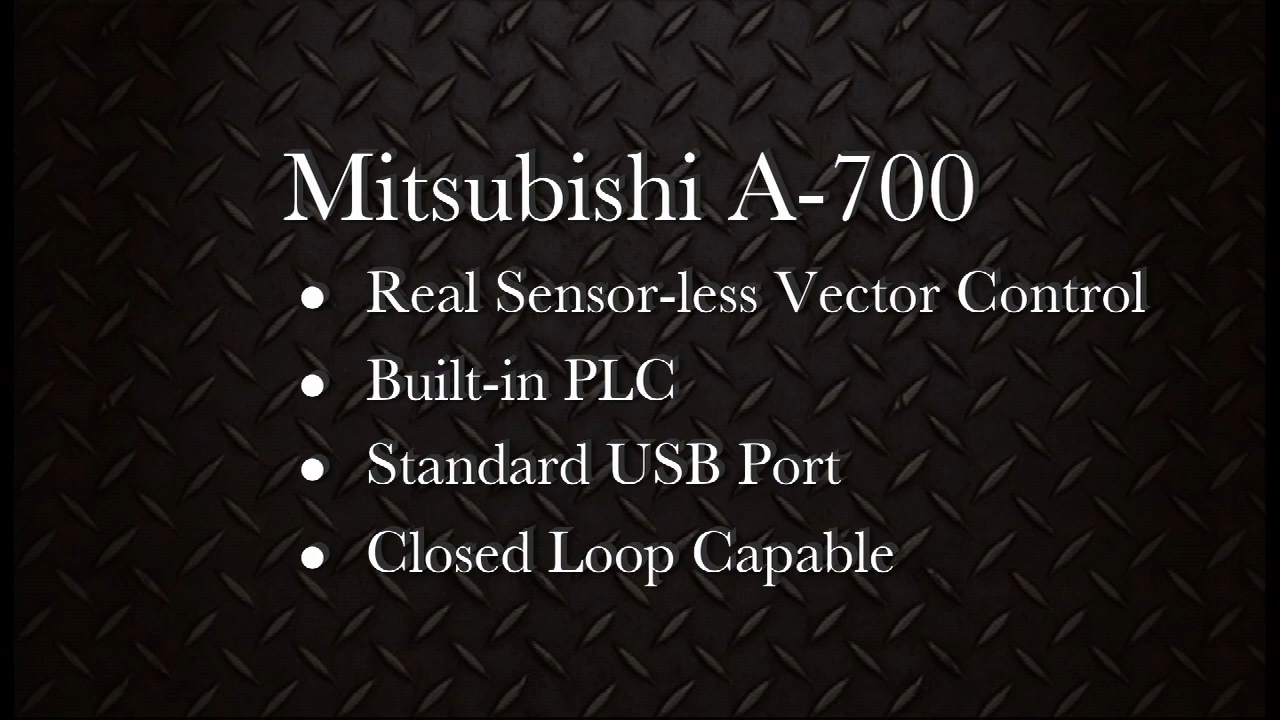 Mitsubishi A-700
● Real Sensor-less Vector Control
● Built-in PLC
● Standard USB Port
● Closed Loop Capable